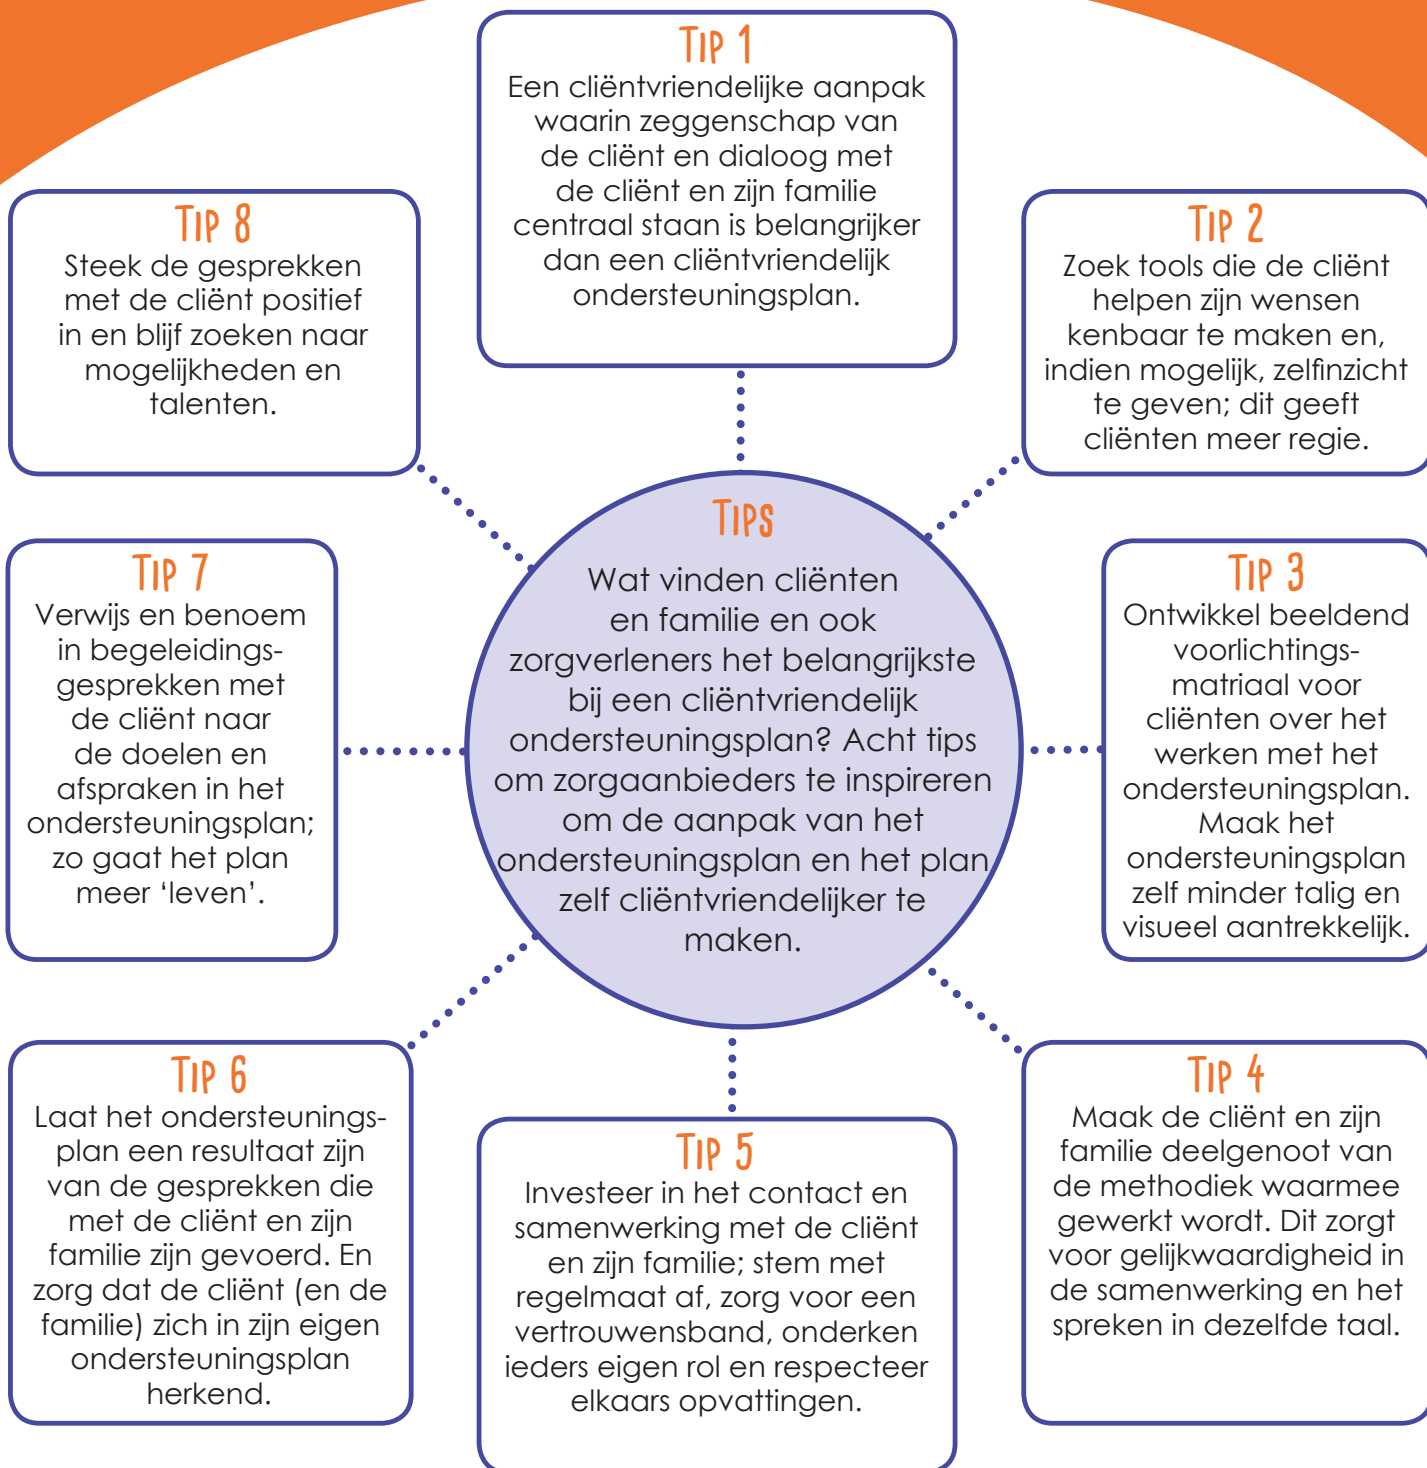 Tips
Wat vinden cliënten
en familie en ook
zorgverleners het belangrijkste
bij een cliëntvriendelijk
ondersteuningsplan? Acht tips
om zorgaanbieders te inspireren
om de aanpak van het
ondersteuningsplan en het plan
zelf cliëntvriendelijker te
maken.
Tip 1
Een cliëntvriendelijke aanpak
waarin zeggenschap van
de cliënt en dialoog met
de cliënt en zijn familie
centraal staan is belangrijker
dan een cliëntvriendelijk
ondersteuningsplan.
Tip 2
Zoek tools die de cliënt
helpen zijn wensen
kenbaar te maken en,
indien mogelijk, zelfinzicht
te geven; dit geeft
cliënten meer regie.
Tip 3
Ontwikkel beeldend
voorlichtings-
matriaal voor
cliënten over het
werken met het
ondersteuningsplan.
Maak het
ondersteuningsplan
zelf minder talig en
visueel aantrekkelijk.
Tip 4
Maak de cliënt en zijn
familie deelgenoot van
de methodiek waarmee
gewerkt wordt. Dit zorgt
voor gelijkwaardigheid in
de samenwerking en het
spreken in dezelfde taal.
Tip 5
Investeer in het contact en
samenwerking met de cliënt
en zijn familie; stem met
regelmaat af, zorg voor een
vertrouwensband, onderken
ieders eigen rol en respecteer
elkaars opvattingen.
Tip 6
Laat het ondersteunings-
plan een resultaat zijn
van de gesprekken die
met de cliënt en zijn
familie zijn gevoerd. En
zorg dat de cliënt (en de
familie) zich in zijn eigen
ondersteuningsplan
herkend.
Tip 7
Verwijs en benoem
in begeleidings-
gesprekken met
de cliënt naar
de doelen en
afspraken in het
ondersteuningsplan;
zo gaat het plan
meer ‘leven’.
Tip 8
Steek de gesprekken
met de cliënt positief
in en blijf zoeken naar
mogelijkheden en
talenten.